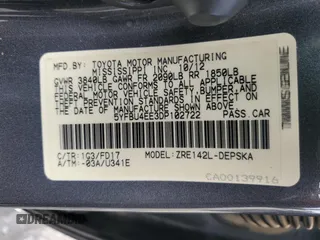 MFD. BY: TOYOTA MOTOR MANUFACTURING
MISSISSIPPI INC. 10/12
GVWR 3840LB GAWR FR 2090LB RR 1850LB
THIS VEHICLE CONFORMS TO ALL APPLICABLE
FEDERAL MOTOR VEHICLE SAFETY, BUMPER,
AND THEFT PREVENTION STANDARDS IN EFFECT ON
THE DATE OF MANUFACTURE SHOWN ABOVE.
5YFBU4EE3DP102722 PASS.CAR
C/TR:1G3/FD17 MODEL:ZRE142L-DEPSKA
A/TM:-03A/U341E
CA00139916